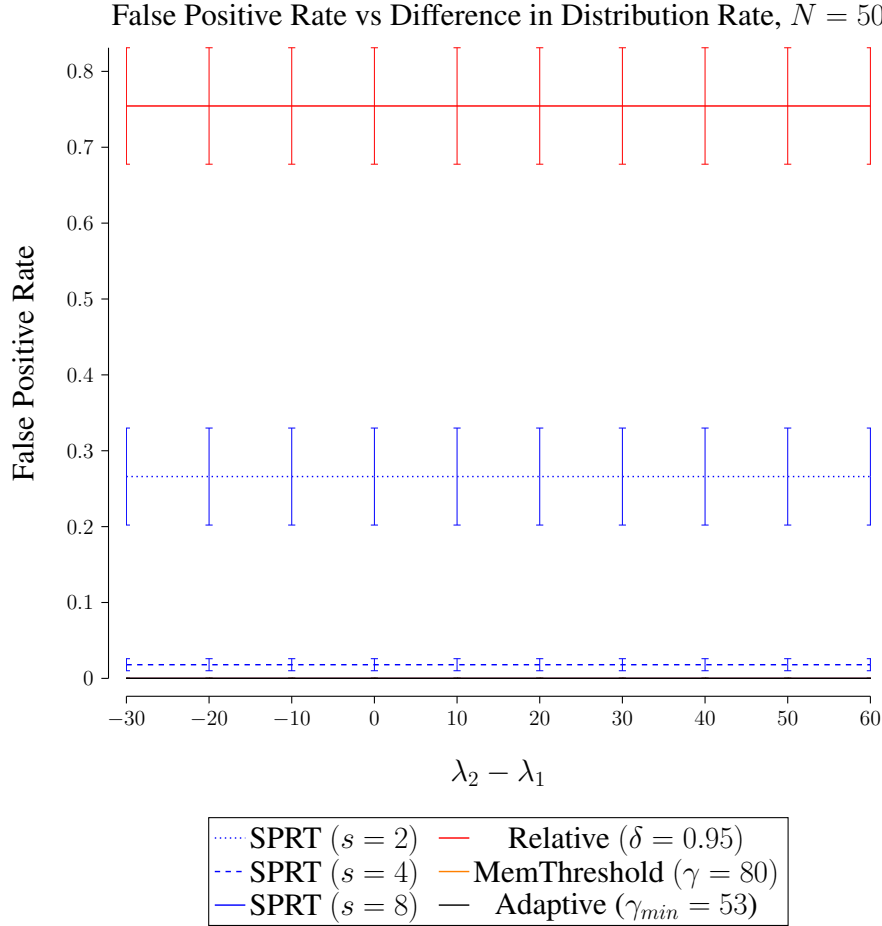 False Positive Rate vs Difference in Distribution Rate, N = 50
0.8
0.7
0.6
0.5
0.4
0.3
0.2
0.1
0
False Positive Rate
−30 −20 −10 0 10 20 30 40 50 60
λ₂ − λ₁
SPRT (s = 2) Relative (δ = 0.95)
SPRT (s = 4) MemThreshold (γ = 80)
SPRT (s = 8) Adaptive (γ_min = 53)